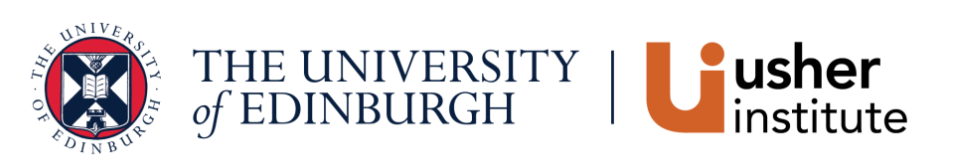 THE UNIVERSITY OF EDINBURGH
THE UNIVERSITY
of EDINBURGH
usher
institute